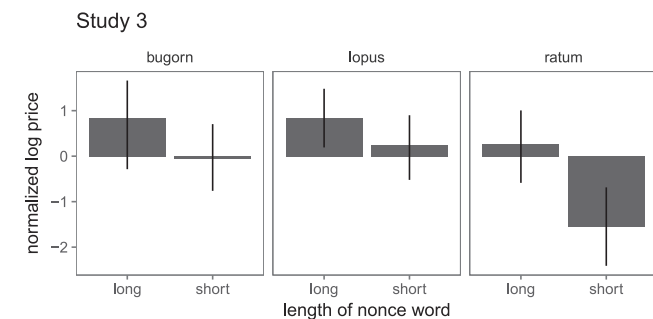 Study 3
bugorn lopus ratum
normalized log price
1
0
−1
−2
long short long short long short
length of nonce word